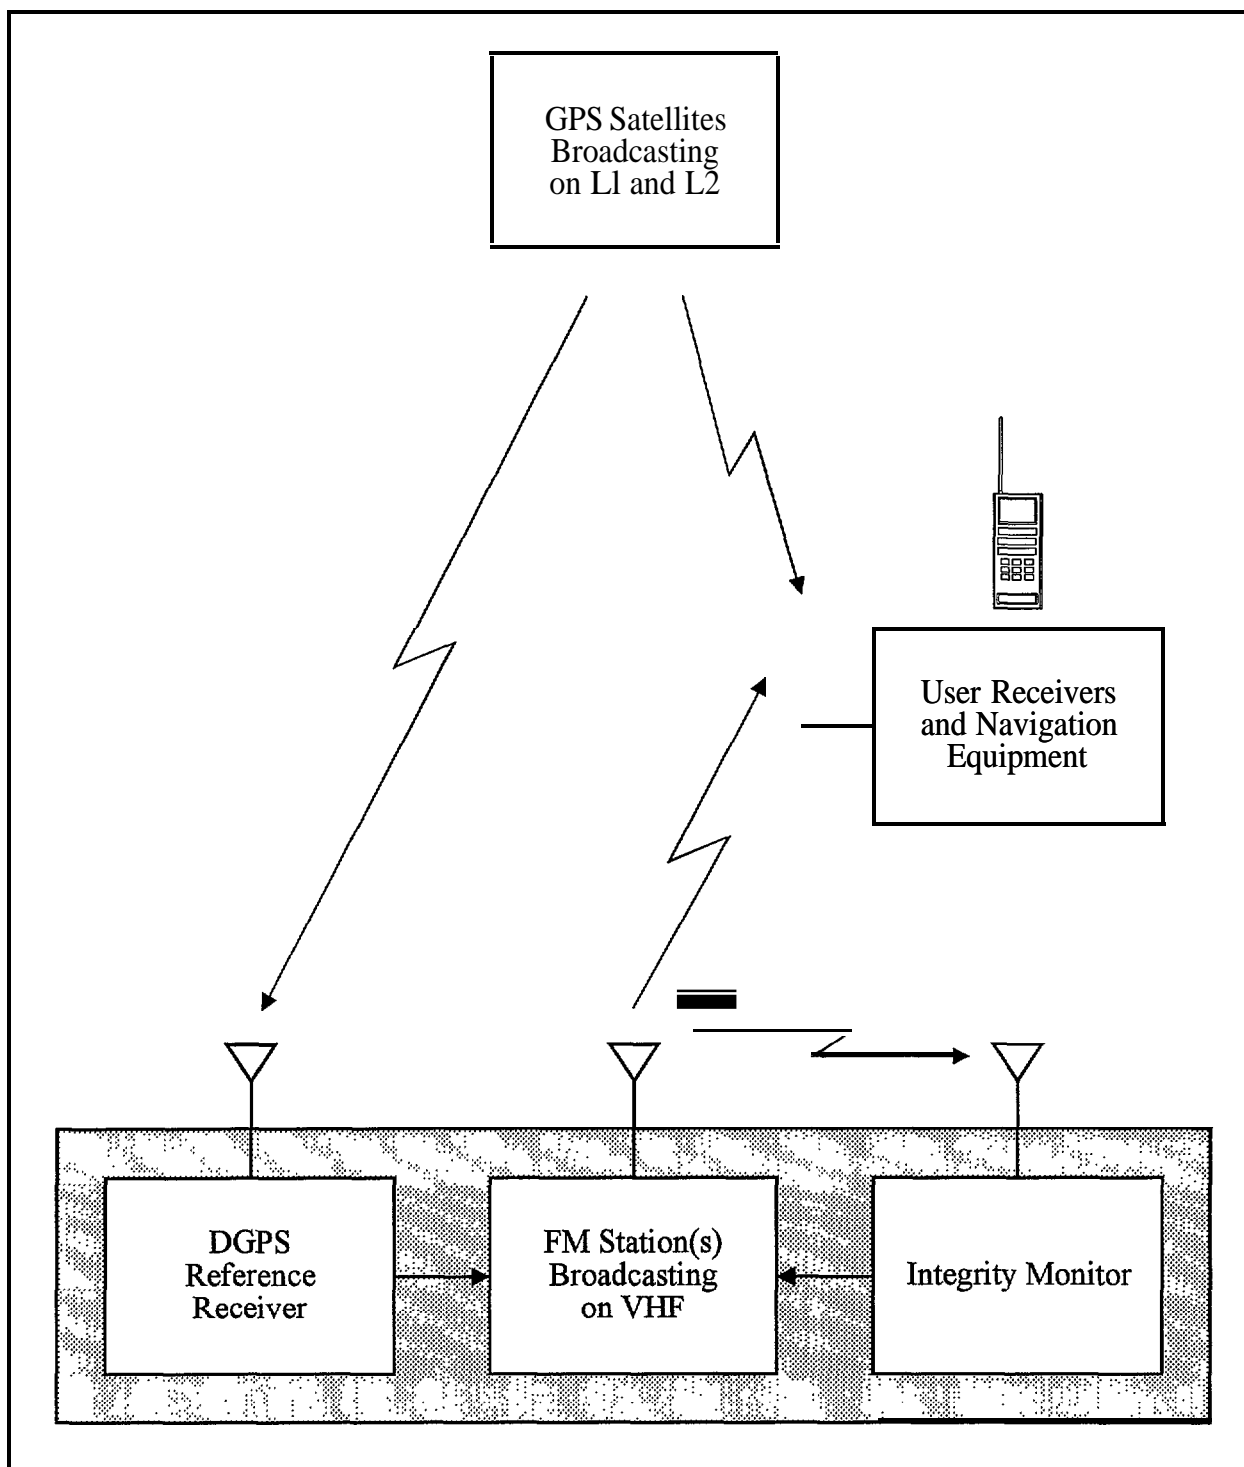 GPS Satellites
Broadcasting
on L1 and L2
User Receivers
and Navigation
Equipment
DGPS
Reference
Receiver
FM Station(s)
Broadcasting
on VHF
Integrity Monitor